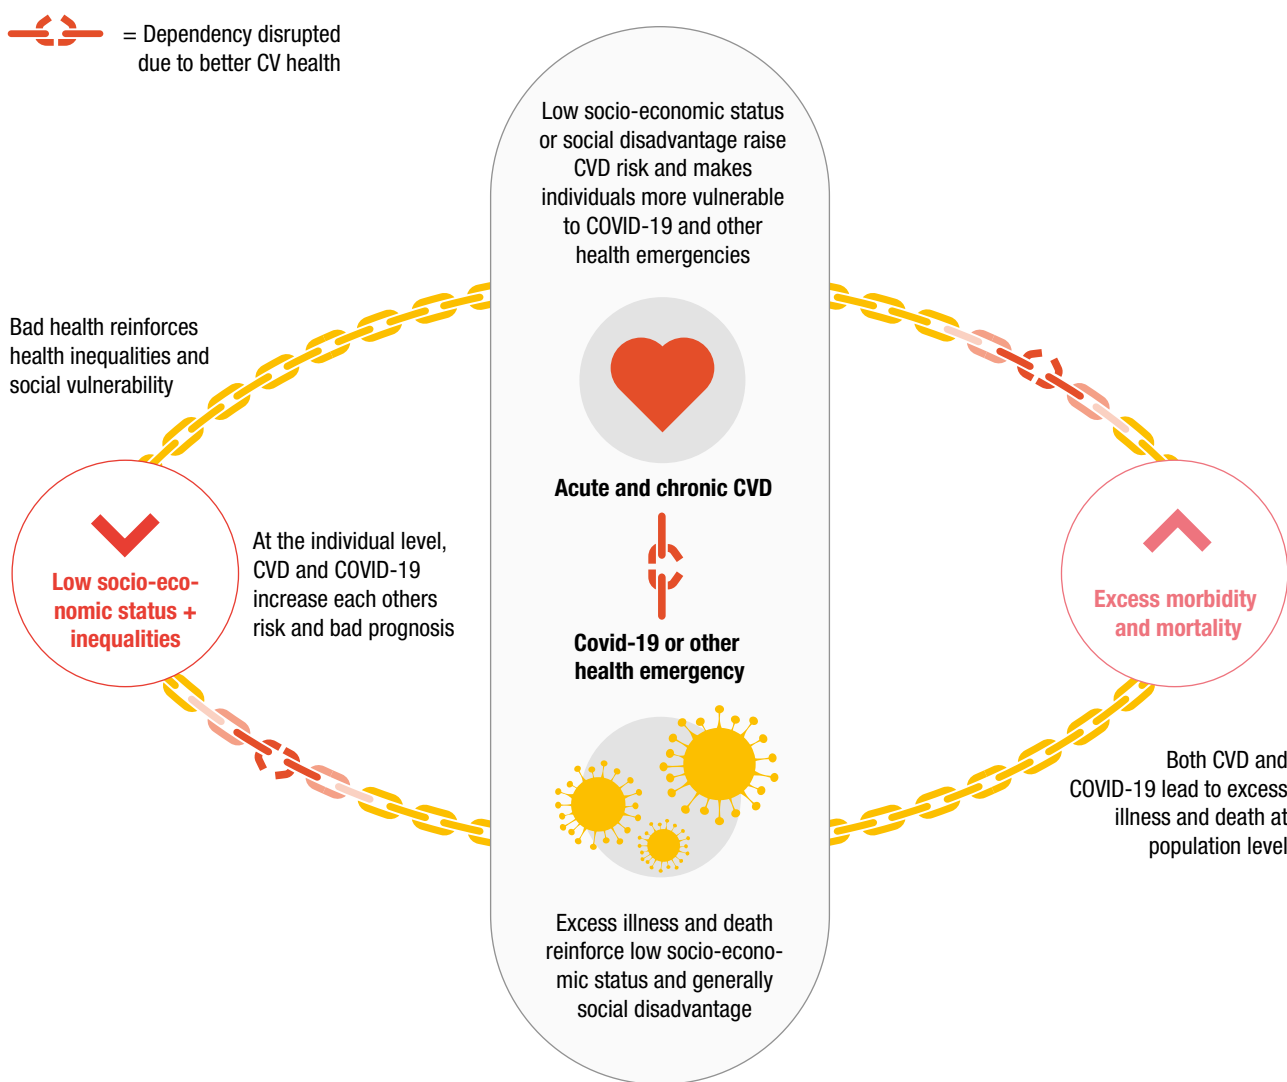 = Dependency disrupted
due to better CV health
Low socio-economic status
or social disadvantage raise
CVD risk and makes
individuals more vulnerable
to COVID-19 and other
health emergencies
Bad health reinforces
health inequalities and
social vulnerability
Acute and chronic CVD
Low socio-eco-
nomic status +
inequalities
At the individual level,
CVD and COVID-19
increase each others
risk and bad prognosis
Covid-19 or other
health emergency
Excess morbidity
and mortality
Both CVD and
COVID-19 lead to excess
illness and death at
population level
Excess illness and death
reinforce low socio-econo-
mic status and generally
social disadvantage